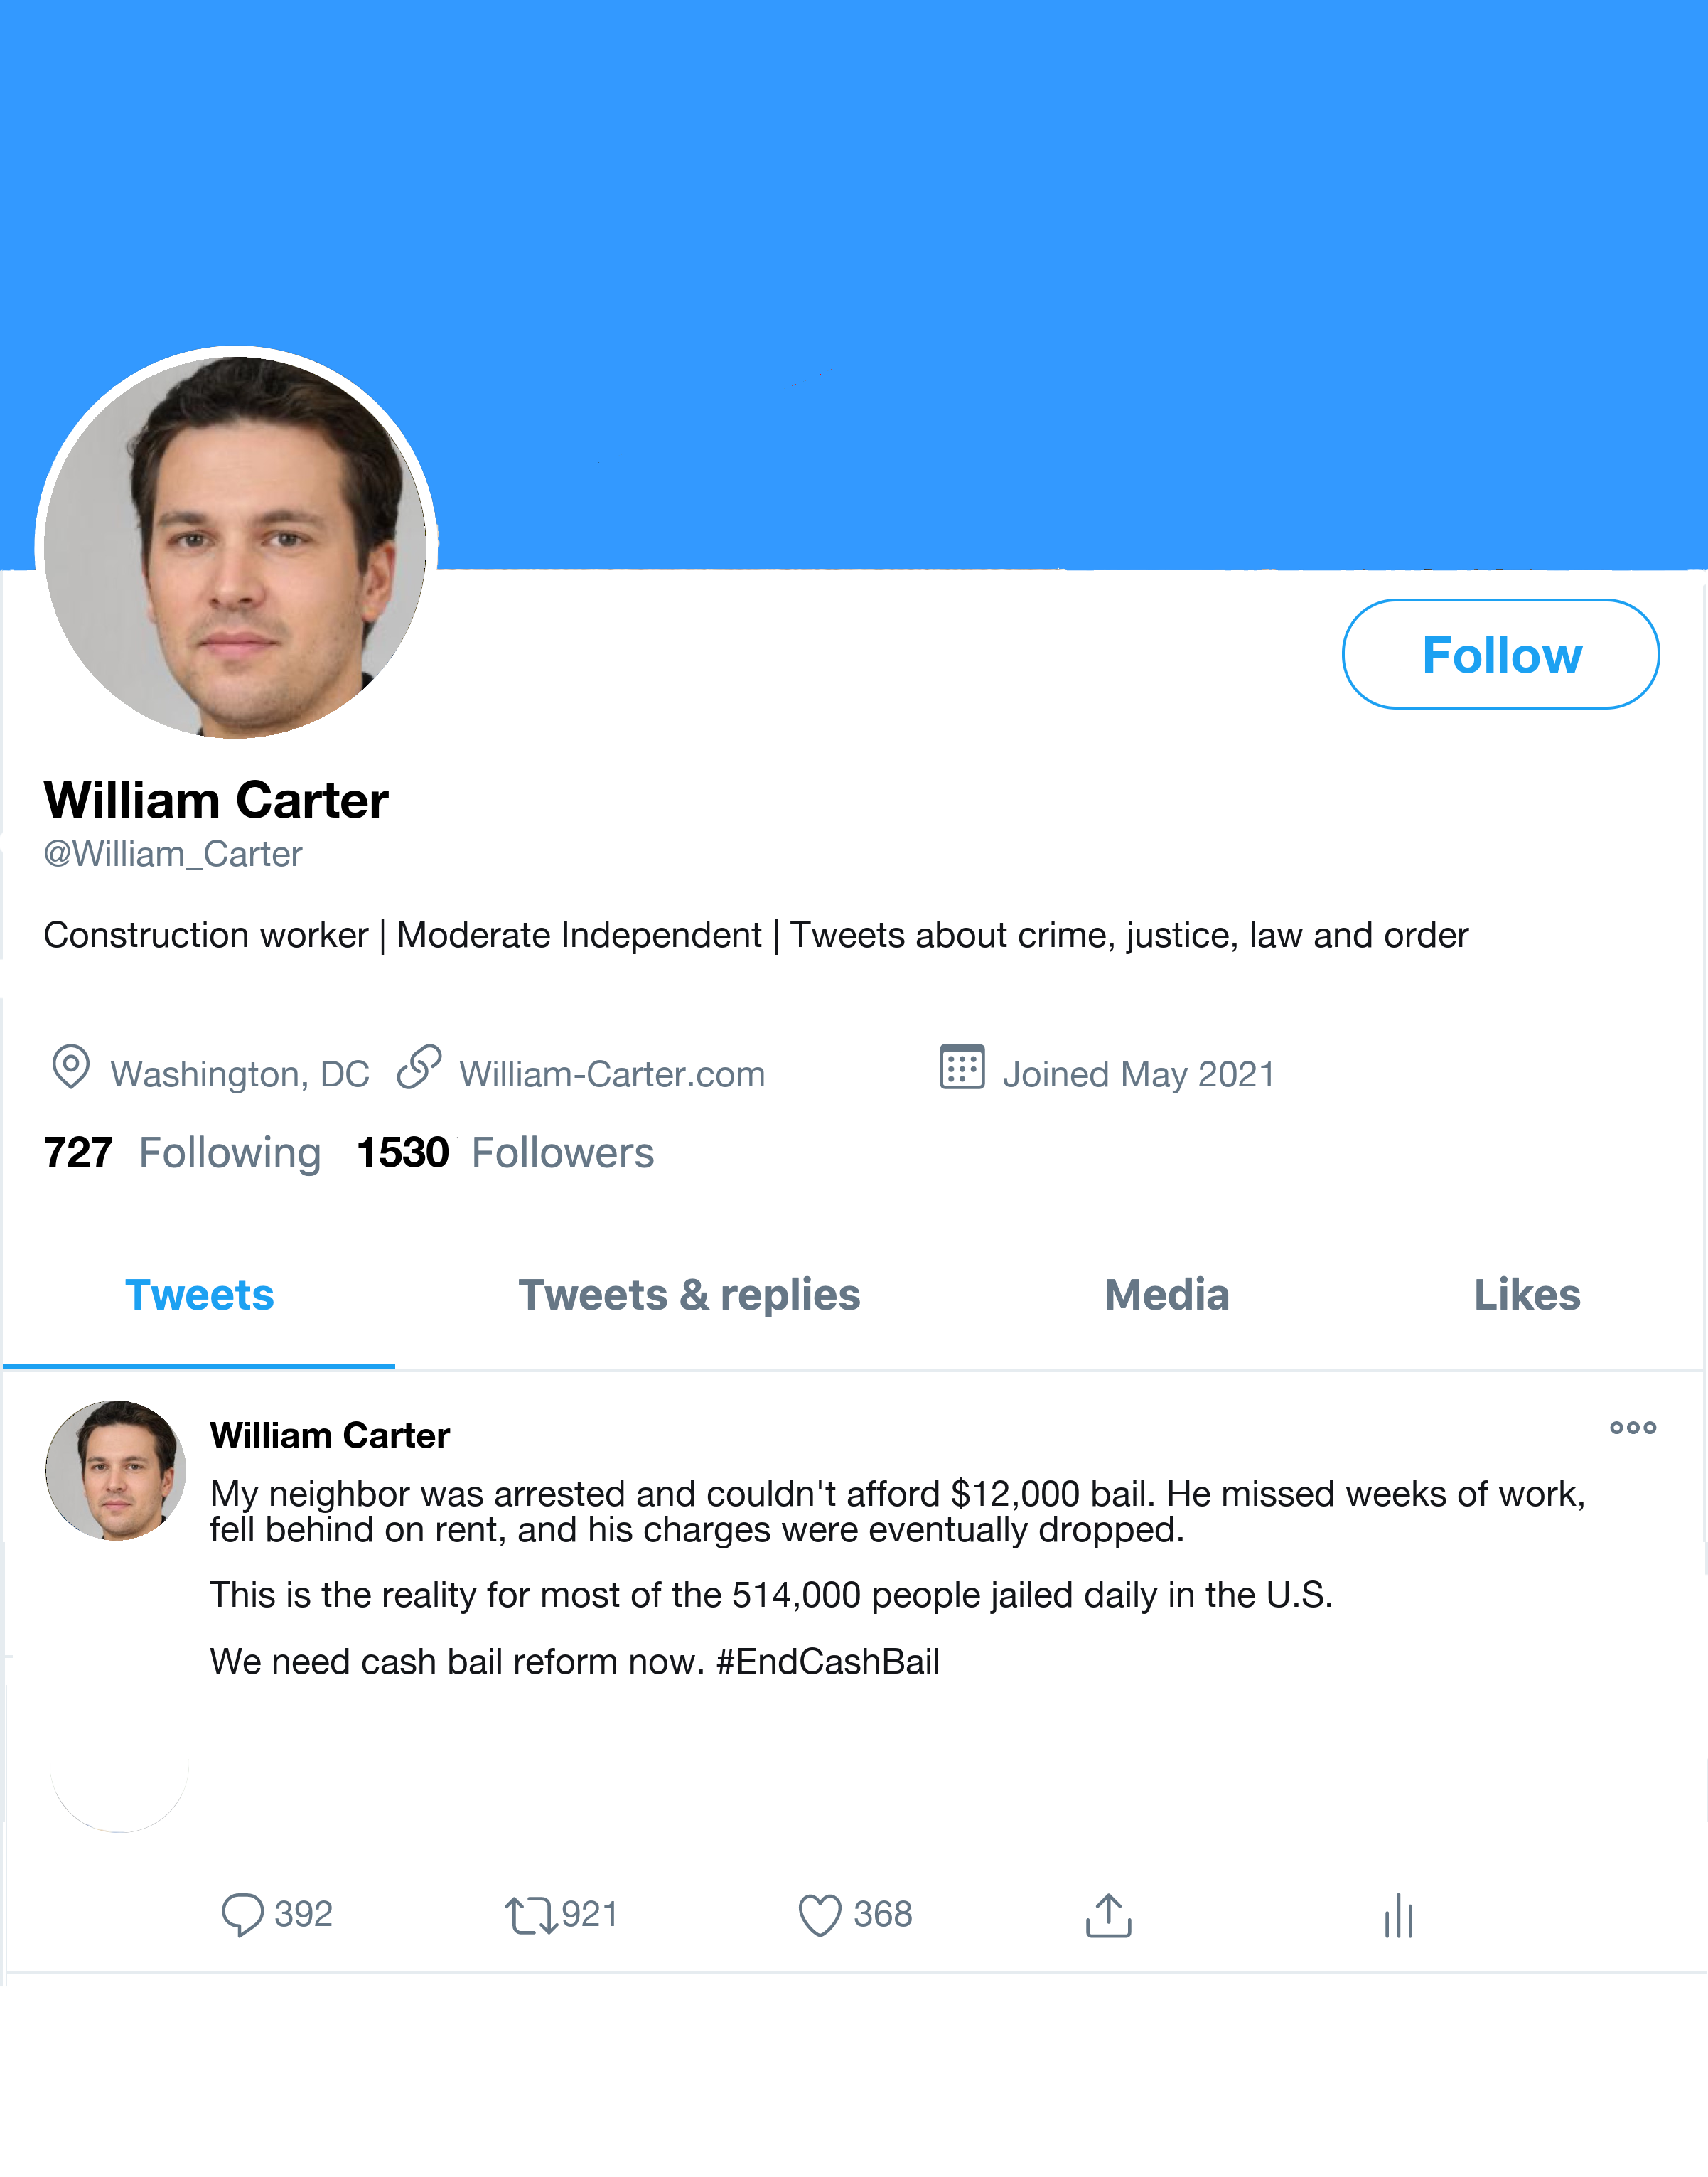 Follow
William Carter
@William_Carter
Construction worker | Moderate Independent | Tweets about crime, justice, law and order
Washington, DC William-Carter.com Joined May 2021
727 Following 1530 Followers
Tweets Tweets & replies Media Likes
William Carter
My neighbor was arrested and couldn't afford $12,000 bail. He missed weeks of work,
fell behind on rent, and his charges were eventually dropped.
This is the reality for most of the 514,000 people jailed daily in the U.S.
We need cash bail reform now. #EndCashBail
392 921 368